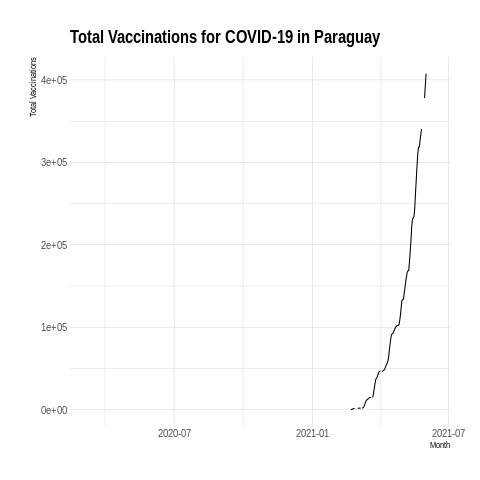 Total Vaccinations for COVID-19 in Paraguay
Total Vaccinations
4e+05
3e+05
2e+05
1e+05
0e+00
2020-07
2021-01
2021-07
Month